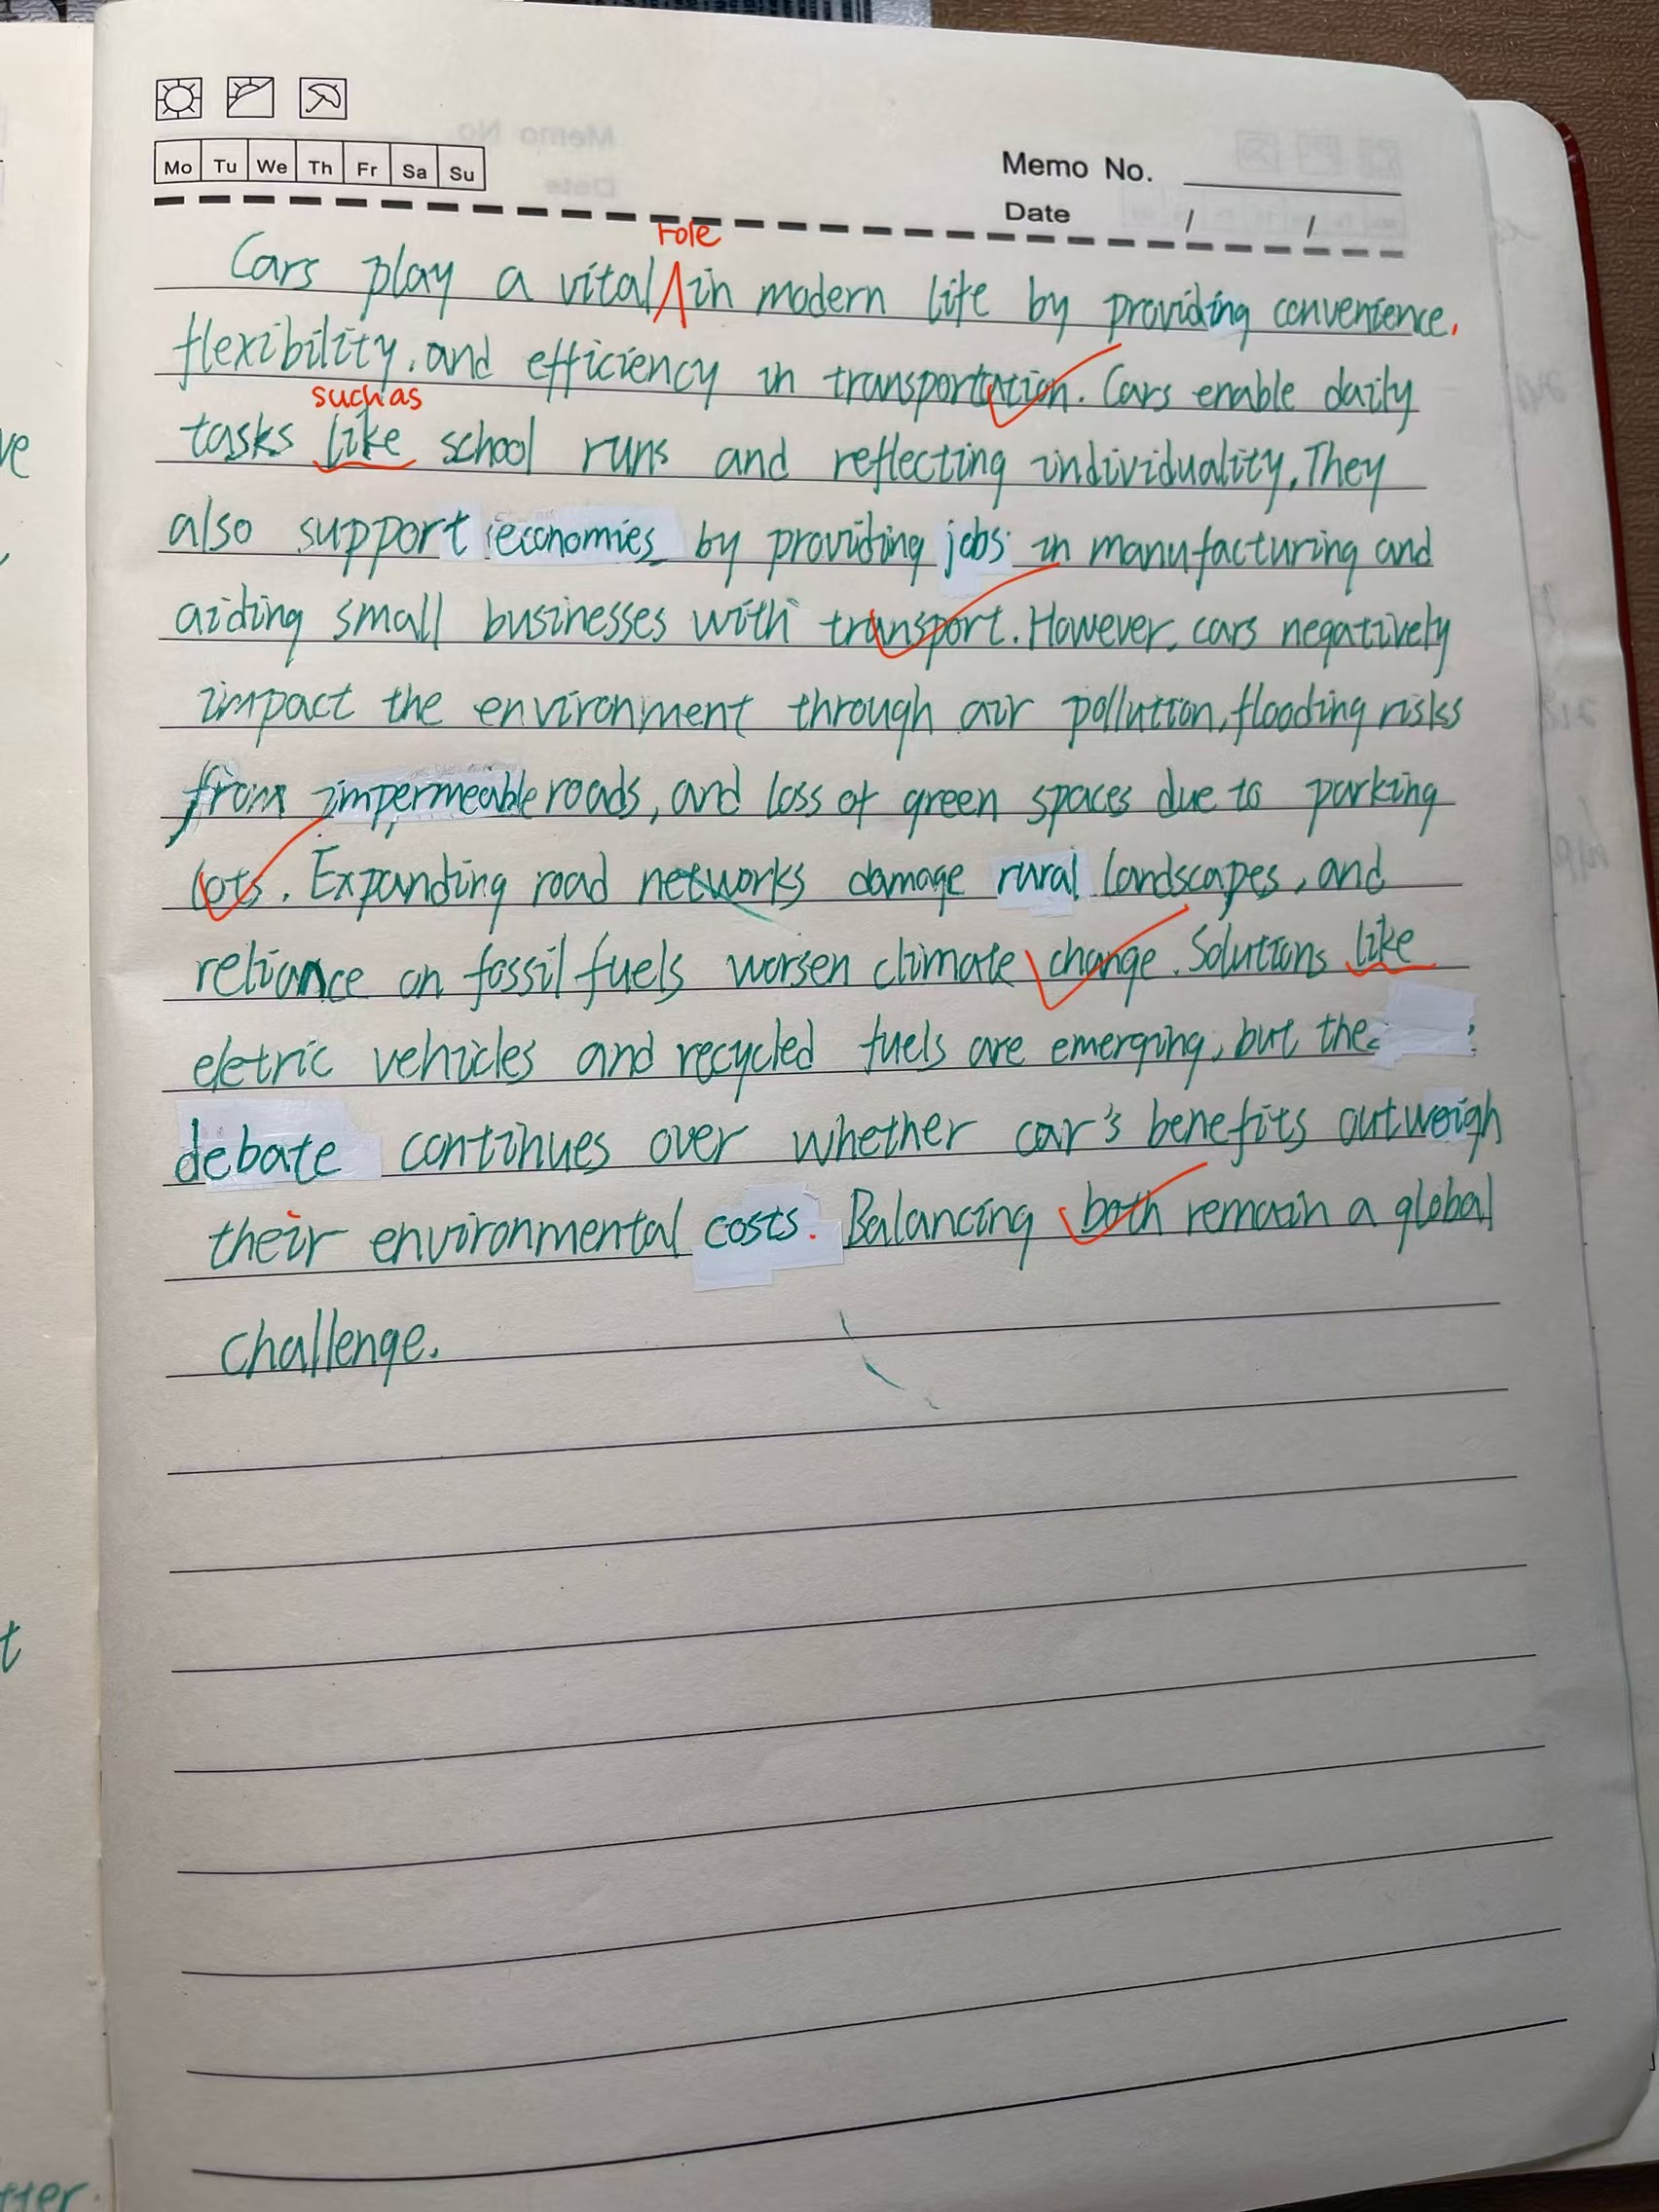 Mo Tu We Th Fr Sa Su
Memo No.
Date / /
role
Cars play a vital in modern life by providing convenience,
flexibility, and efficiency in transportation. Cars enable daily
such as
tasks like school runs and reflecting individuality. They
also support economies by providing jobs in manufacturing and
aiding small businesses with transport. However, cars negatively
impact the environment through air pollution, flooding risks
from impermeable roads, and loss of green spaces due to parking
lots. Expanding road networks damage rural landscapes, and
reliance on fossil fuels worsen climate change. Solutions like
eletric vehicles and recycled fuels are emerging, but the
debate continues over whether car's benefits outweigh
their environmental costs. Balancing both remain a global
challenge.
ve
t
tter.